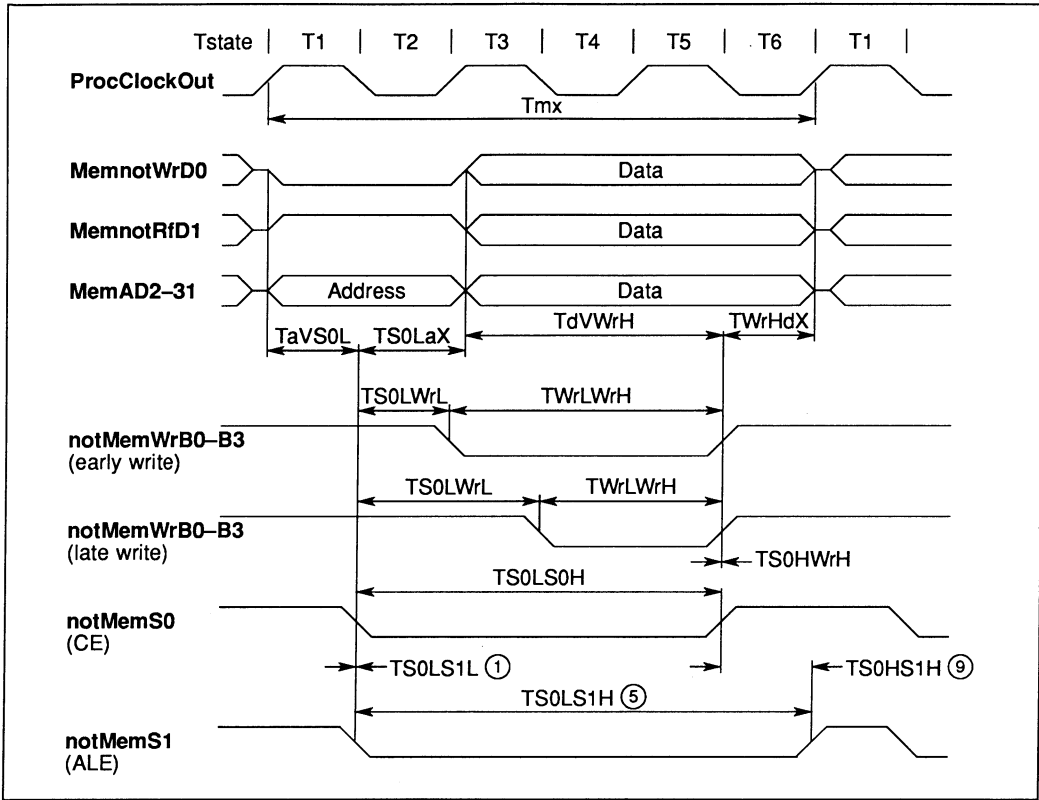 Tstate | T1 | T2 | T3 | T4 | T5 | T6 | T1 |
ProcClockOut
Tmx
MemnotWrD0
Data
MemnotRfD1
Data
MemAD2–31
Address
Data
TaVS0L
TS0LaX
TdVWrH
TWrHdX
TS0LWrL
TWrLWrH
notMemWrB0–B3
(early write)
TS0LWrL
TWrLWrH
notMemWrB0–B3
(late write)
TS0HWrH
TS0LS0H
notMemS0
(CE)
TS0LS1L ①
TS0HS1H ⑨
TS0LS1H ⑤
notMemS1
(ALE)